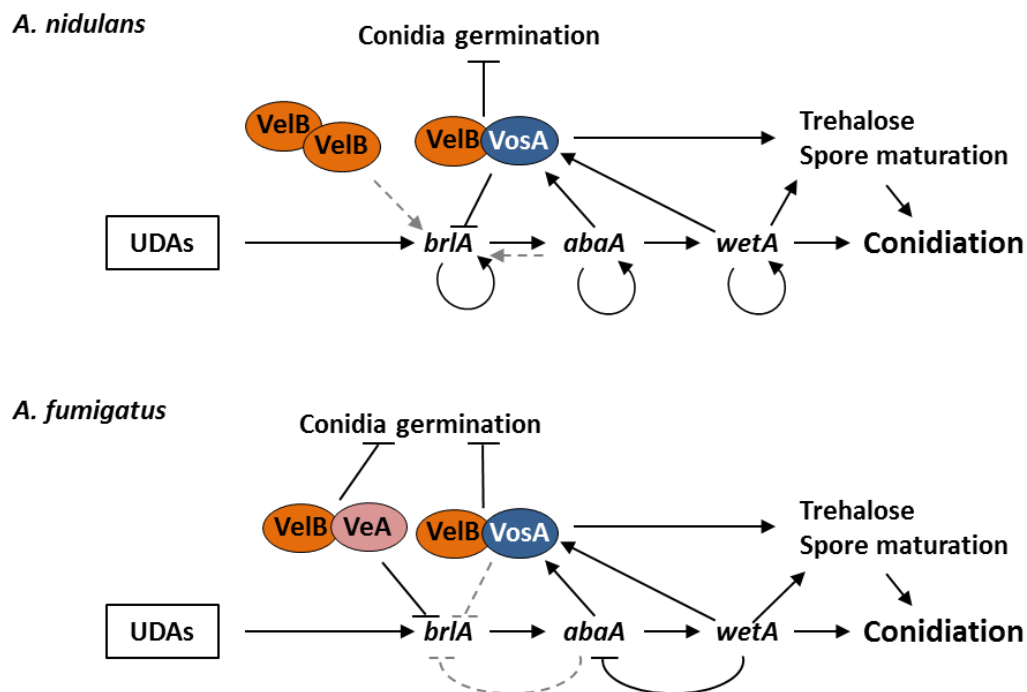 A. nidulans
Conidia germination
VelB
VelB
VelB VosA
Trehalose
Spore maturation
UDAs brlA abaA wetA Conidiation
A. fumigatus
Conidia germination
VelB VeA VelB VosA
Trehalose
Spore maturation
UDAs brlA abaA wetA Conidiation